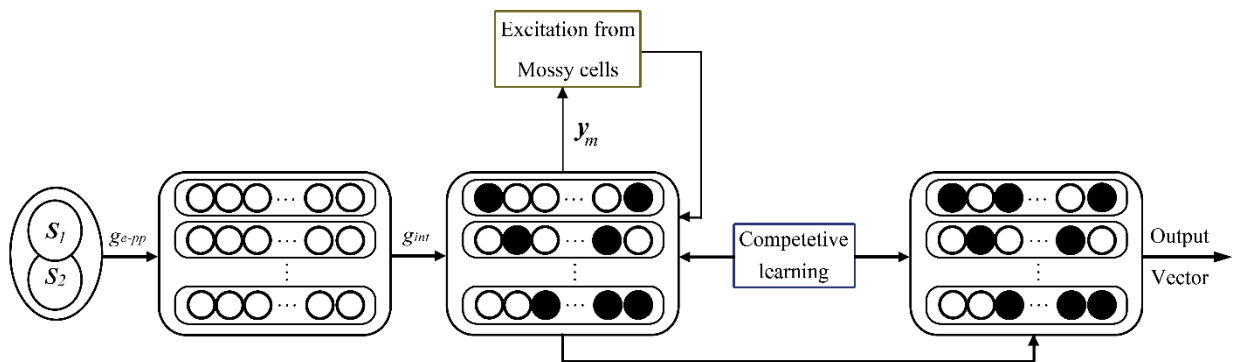 Excitation from
Mossy cells
y_m
S_1
S_2
g_e-pp
g_int
Competetive
learning
Output
Vector